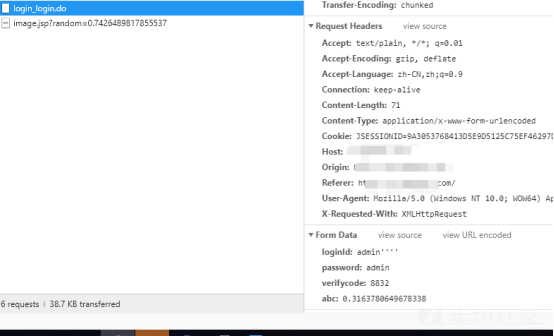 login_login.do
image.jsp?random=0.7426489817855537
6 requests | 38.7 KB transferred
Transfer-Encoding: chunked
Request Headers view source
Accept: text/plain, */*; q=0.01
Accept-Encoding: gzip, deflate
Accept-Language: zh-CN,zh;q=0.9
Connection: keep-alive
Content-Length: 71
Content-Type: application/x-www-form-urlencoded
Cookie: JSESSIONID=9A3053768413D5E9D5125C75EF46297D
Host:
Origin:
Referer: com/
User-Agent: Mozilla/5.0 (Windows NT 10.0; WOW64) Ap
X-Requested-With: XMLHttpRequest
Form Data view source view URL encoded
loginId: admin''''
password: admin
verifycode: 8832
abc: 0.3163780649678338